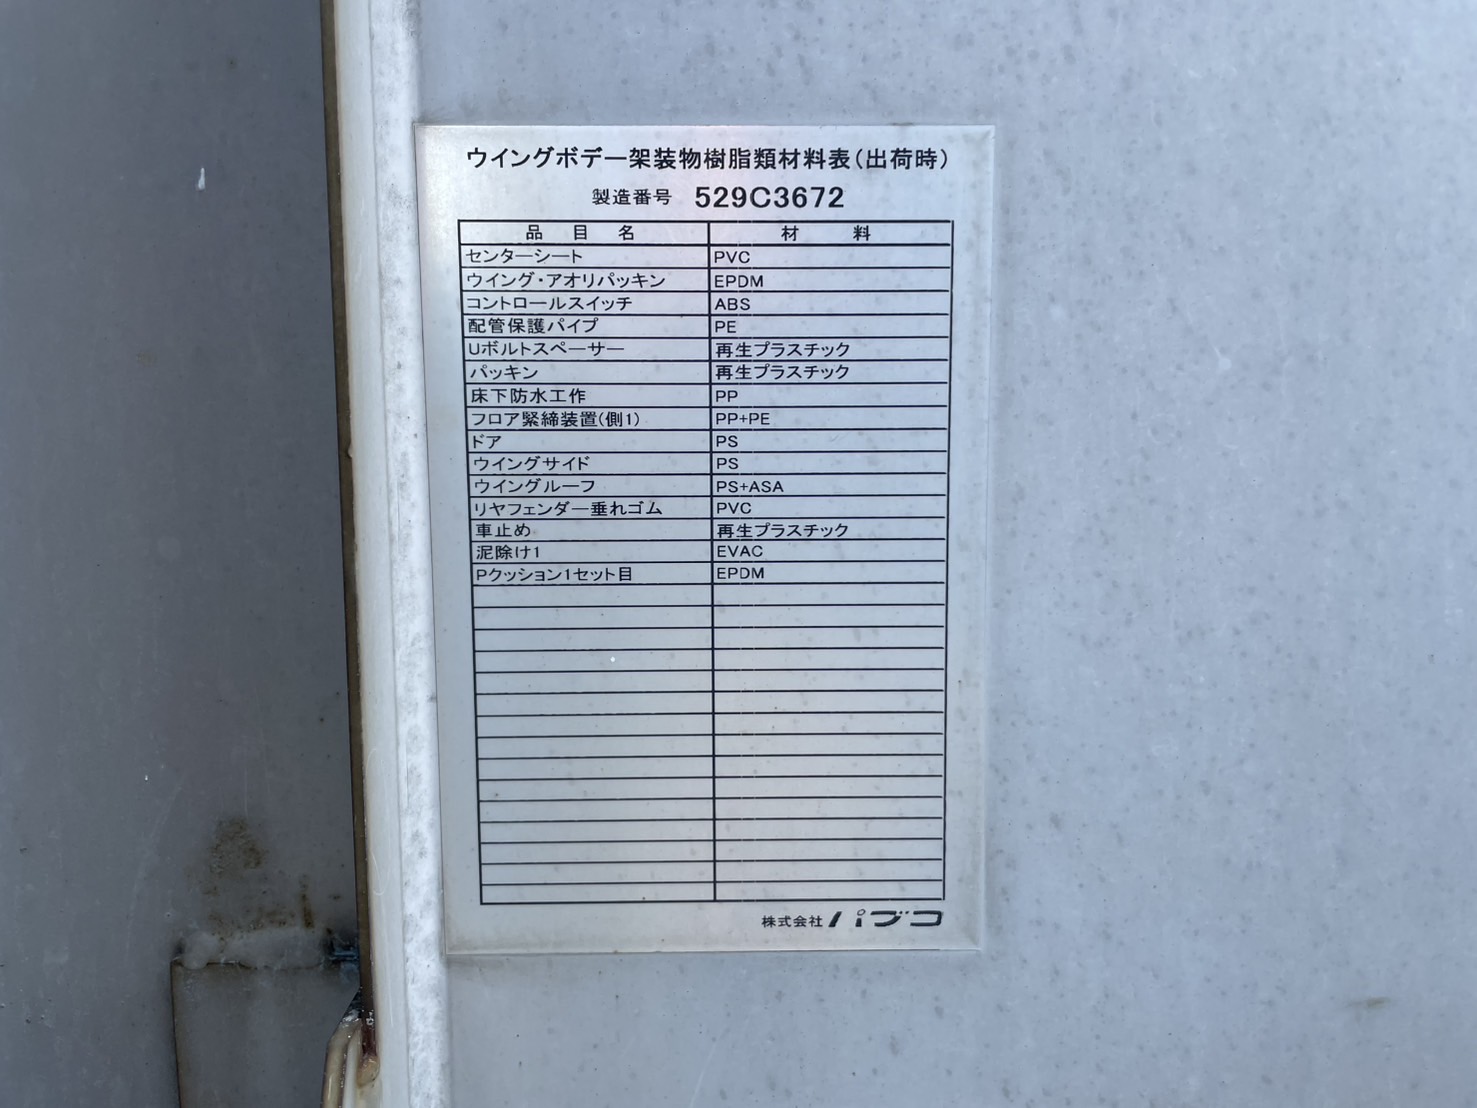 ウイングボデー架装物樹脂類材料表(出荷時)
製造番号 529C3672
品目名 材料
センターシート PVC
ウイング・アオリパッキン EPDM
コントロールスイッチ ABS
配管保護パイプ PE
Uボルトスペーサー 再生プラスチック
パッキン 再生プラスチック
床下防水工作 PP
フロア緊締装置(側1) PP+PE
ドア PS
ウイングサイド PS
ウイングルーフ PS+ASA
リヤフェンダー垂れゴム PVC
車止め 再生プラスチック
泥除け1 EVAC
Pクッション1セット目 EPDM
株式会社パブコ